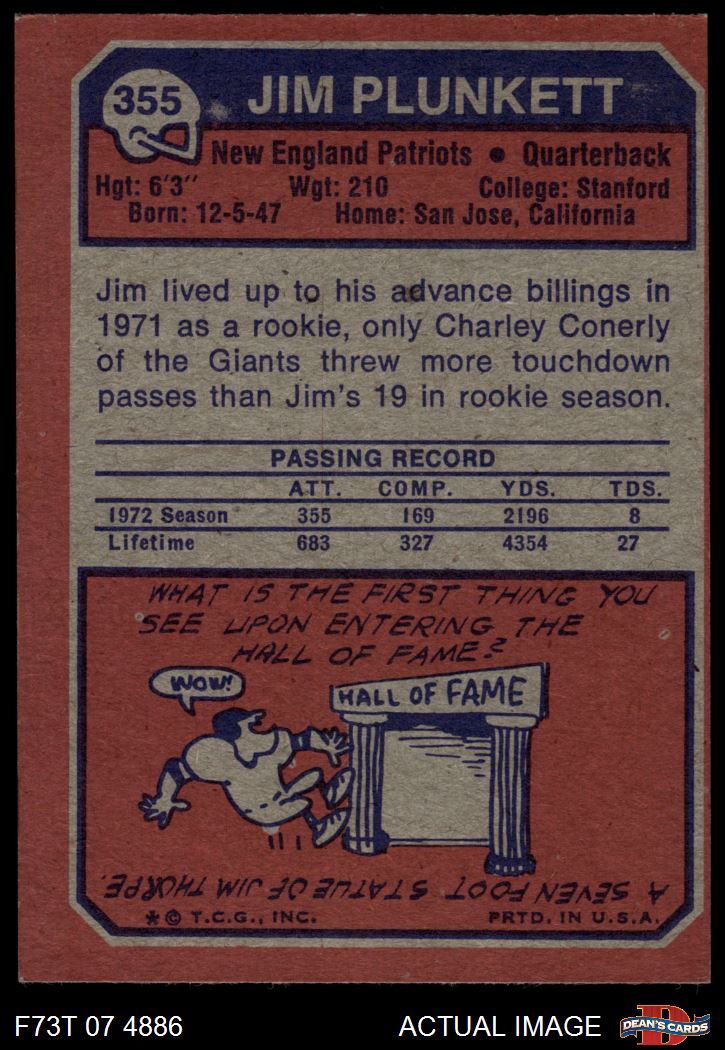 355
JIM PLUNKETT
New England Patriots • Quarterback
Hgt: 6'3" Wgt: 210 College: Stanford
Born: 12-5-47 Home: San Jose, California
Jim lived up to his advance billings in
1971 as a rookie, only Charley Conerly
of the Giants threw more touchdown
passes than Jim's 19 in rookie season.
PASSING RECORD
ATT. COMP. YDS. TDS.
1972 Season 355 169 2196 8
Lifetime 683 327 4354 27
WHAT IS THE FIRST THING YOU
SEE UPON ENTERING THE
HALL OF FAME?
WOW!
HALL OF FAME
A SEVEN FOOT STATUE OF JIM THORPE.
* © T.C.G., INC. PRTD. IN U.S.A.
F73T 07 4886 ACTUAL IMAGE D DEAN'S CARDS